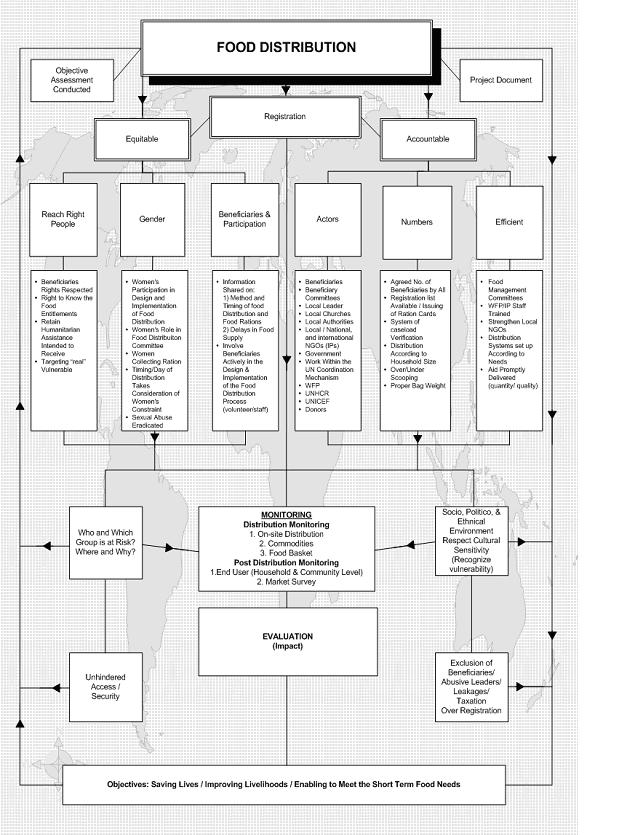 FOOD DISTRIBUTION
Objective
Assessment
Conducted
Project Document
Registration
Equitable
Accountable
Reach Right
People
Gender
Beneficiaries &
Participation
Actors
Numbers
Efficient
• Beneficiaries
Rights Respected
• Right to Know the
Food
Entitlements
• Retain
Humanitarian
Assistance
Intended to
Receive
• Targeting "real"
Vulnerable
• Women's
Participation in
Design and
Implementation
of Food
Distribution
• Women's Role in
Food Distribuiton
Committee
• Women
Collecting Ration
• Timing/Day of
Distribution
Takes
Consideration of
Women's
Constraint
• Sexual Abuse
Eradicated
• Information
Shared on:
1) Method and
Timing of food
Distribution and
Food Rations
2) Delays in Food
Supply
• Involve
Beneficiaries
Actively in the
Design &
Implementation
of the Food
Distribution
Process
(volunteer/staff)
• Beneficiaries
• Beneficiary
Committees
• Local Leader
• Local Churches
• Local Authorities
• Local / National,
and international
NGOs (IPs)
• Government
• Work Within the
UN Coordination
Mechanism
• WFP
• UNHCR
• UNICEF
• Donors
• Agreed No. of
Beneficiaries by All
• Registration list
Available / Issuing
of Ration Cards
• System of
caseload
Verification
• Distribution
According to
Household Size
• Over/Under
Scooping
• Proper Bag Weight
• Food
Management
Committees
• WFP/IP Staff
Trained
• Strengthen Local
NGOs
• Distribution
Systems set up
According to
Needs
• Aid Promptly
Delivered
(quantity/ quality)
Who and Which
Group is at Risk?
Where and Why?
MONITORING
Distribution Monitoring
1. On-site Distribution
2. Commodities
3. Food Basket
Post Distribution Monitoring
1.End User (Household & Community Level)
2. Market Survey
Socio, Politico, &
Ethnical
Environment
Respect Cultural
Sensitivity
(Recognize
vulnerability)
EVALUATION
(Impact)
Unhindered
Access /
Security
Exclusion of
Beneficiaries/
Abusive Leaders/
Leakages/
Taxation
Over Registration
Objectives: Saving Lives / Improving Livelihoods / Enabling to Meet the Short Term Food Needs